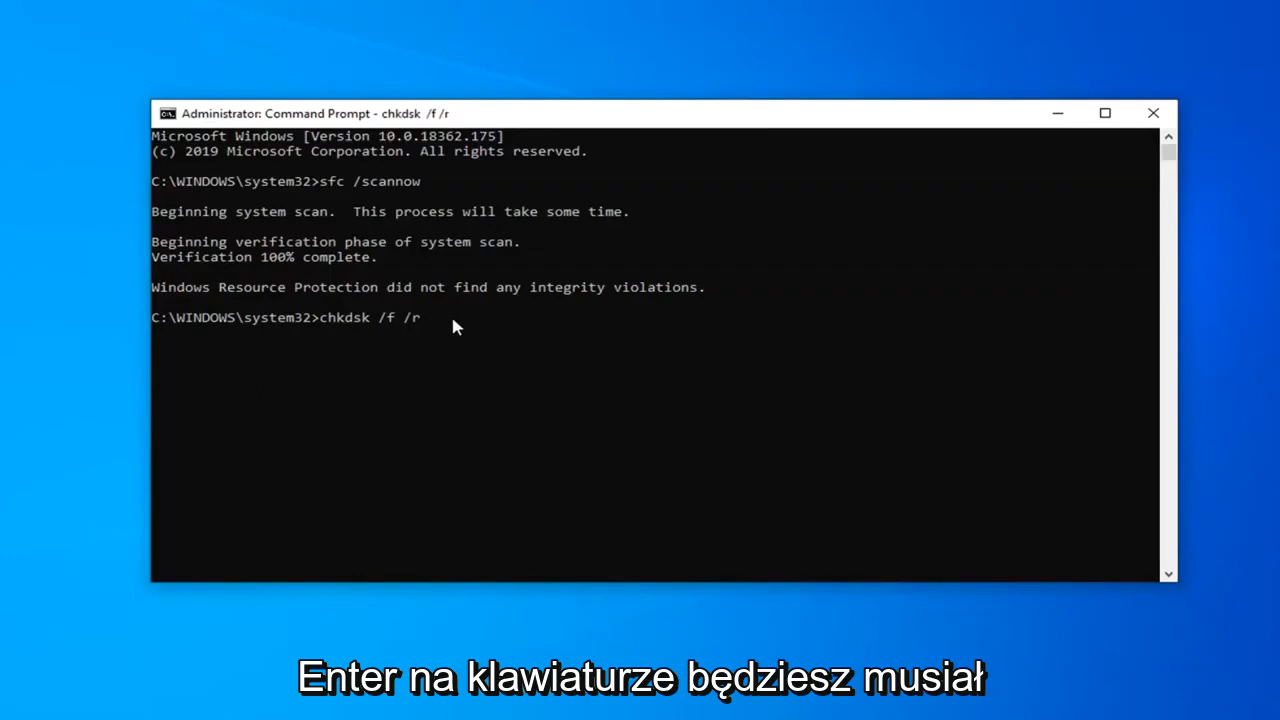 Administrator: Command Prompt - chkdsk /f /r
Microsoft Windows [Version 10.0.18362.175]
(c) 2019 Microsoft Corporation. All rights reserved.
C:\WINDOWS\system32>sfc /scannow
Beginning system scan.  This process will take some time.
Beginning verification phase of system scan.
Verification 100% complete.
Windows Resource Protection did not find any integrity violations.
C:\WINDOWS\system32>chkdsk /f /r
Enter na klawiaturze będziesz musiał